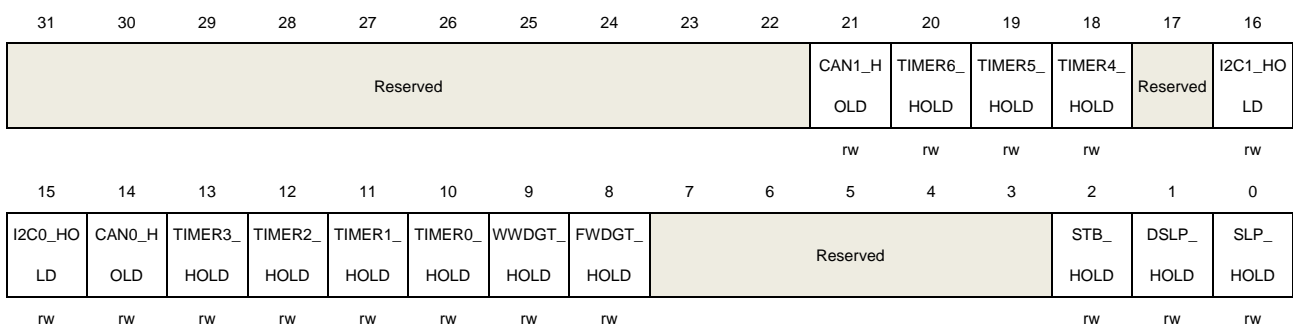 31 30 29 28 27 26 25 24 23 22 21 20 19 18 17 16
CAN1_H TIMER6_ TIMER5_ TIMER4_ I2C1_HO
Reserved Reserved
OLD HOLD HOLD HOLD LD
rw rw rw rw rw
15 14 13 12 11 10 9 8 7 6 5 4 3 2 1 0
I2C0_HO CAN0_H TIMER3_ TIMER2_ TIMER1_ TIMER0_ WWDGT_ FWDGT_ STB_ DSLP_ SLP_
Reserved
LD OLD HOLD HOLD HOLD HOLD HOLD HOLD HOLD HOLD HOLD
rw rw rw rw rw rw rw rw rw rw rw